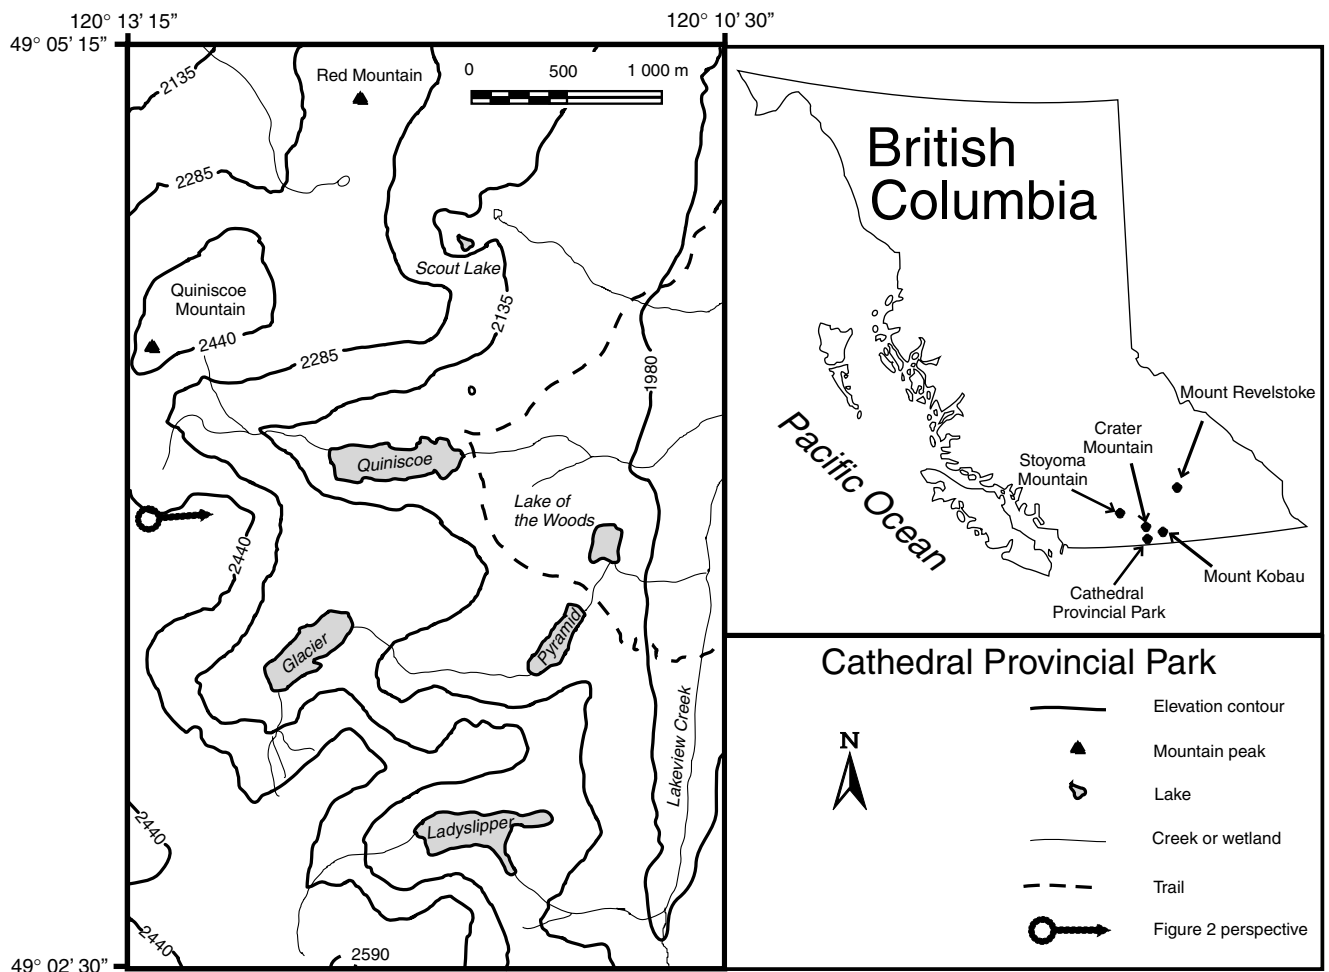 120° 13' 15”
120° 10' 30”
49° 05' 15”
2135
Red Mountain
0 500 1 000 m
2285
Scout Lake
Quiniscoe
Mountain
2440
2285
2135
1980
Quiniscoe
Lake of
the Woods
2440
Glacier
Pyramid
Lakeview Creek
Ladyslipper
2440
2440
2590
49° 02' 30”
British
Columbia
Pacific Ocean
Mount Revelstoke
Crater
Mountain
Stoyoma
Mountain
Mount Kobau
Cathedral
Provincial Park
Cathedral Provincial Park
N
Elevation contour
Mountain peak
Lake
Creek or wetland
Trail
Figure 2 perspective